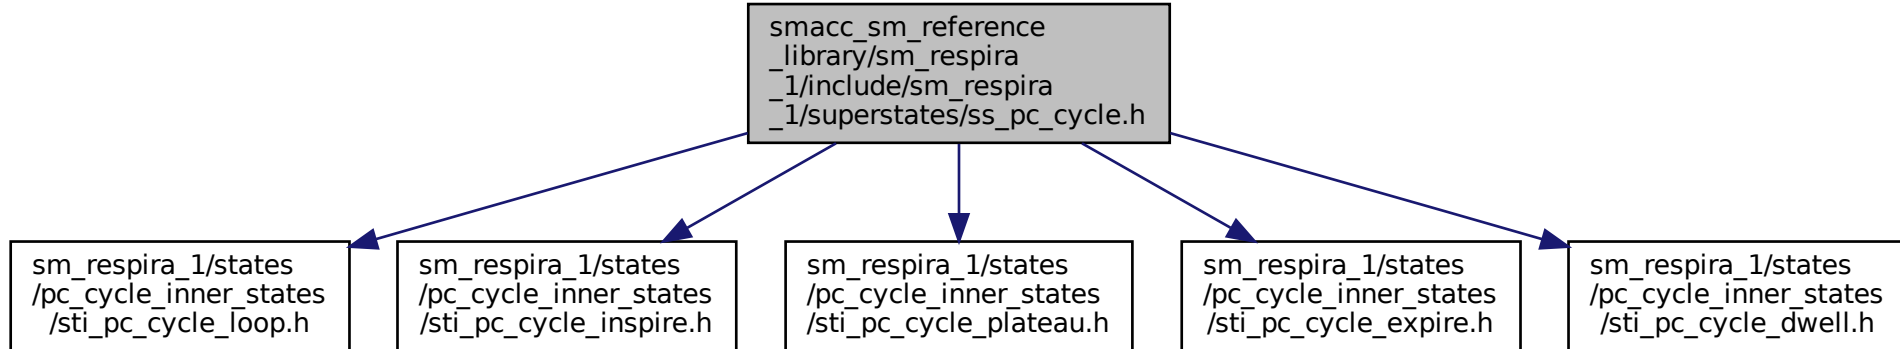 smacc_sm_reference
_library/sm_respira
_1/include/sm_respira
_1/superstates/ss_pc_cycle.h
sm_respira_1/states
/pc_cycle_inner_states
/sti_pc_cycle_loop.h
sm_respira_1/states
/pc_cycle_inner_states
/sti_pc_cycle_inspire.h
sm_respira_1/states
/pc_cycle_inner_states
/sti_pc_cycle_plateau.h
sm_respira_1/states
/pc_cycle_inner_states
/sti_pc_cycle_expire.h
sm_respira_1/states
/pc_cycle_inner_states
/sti_pc_cycle_dwell.h